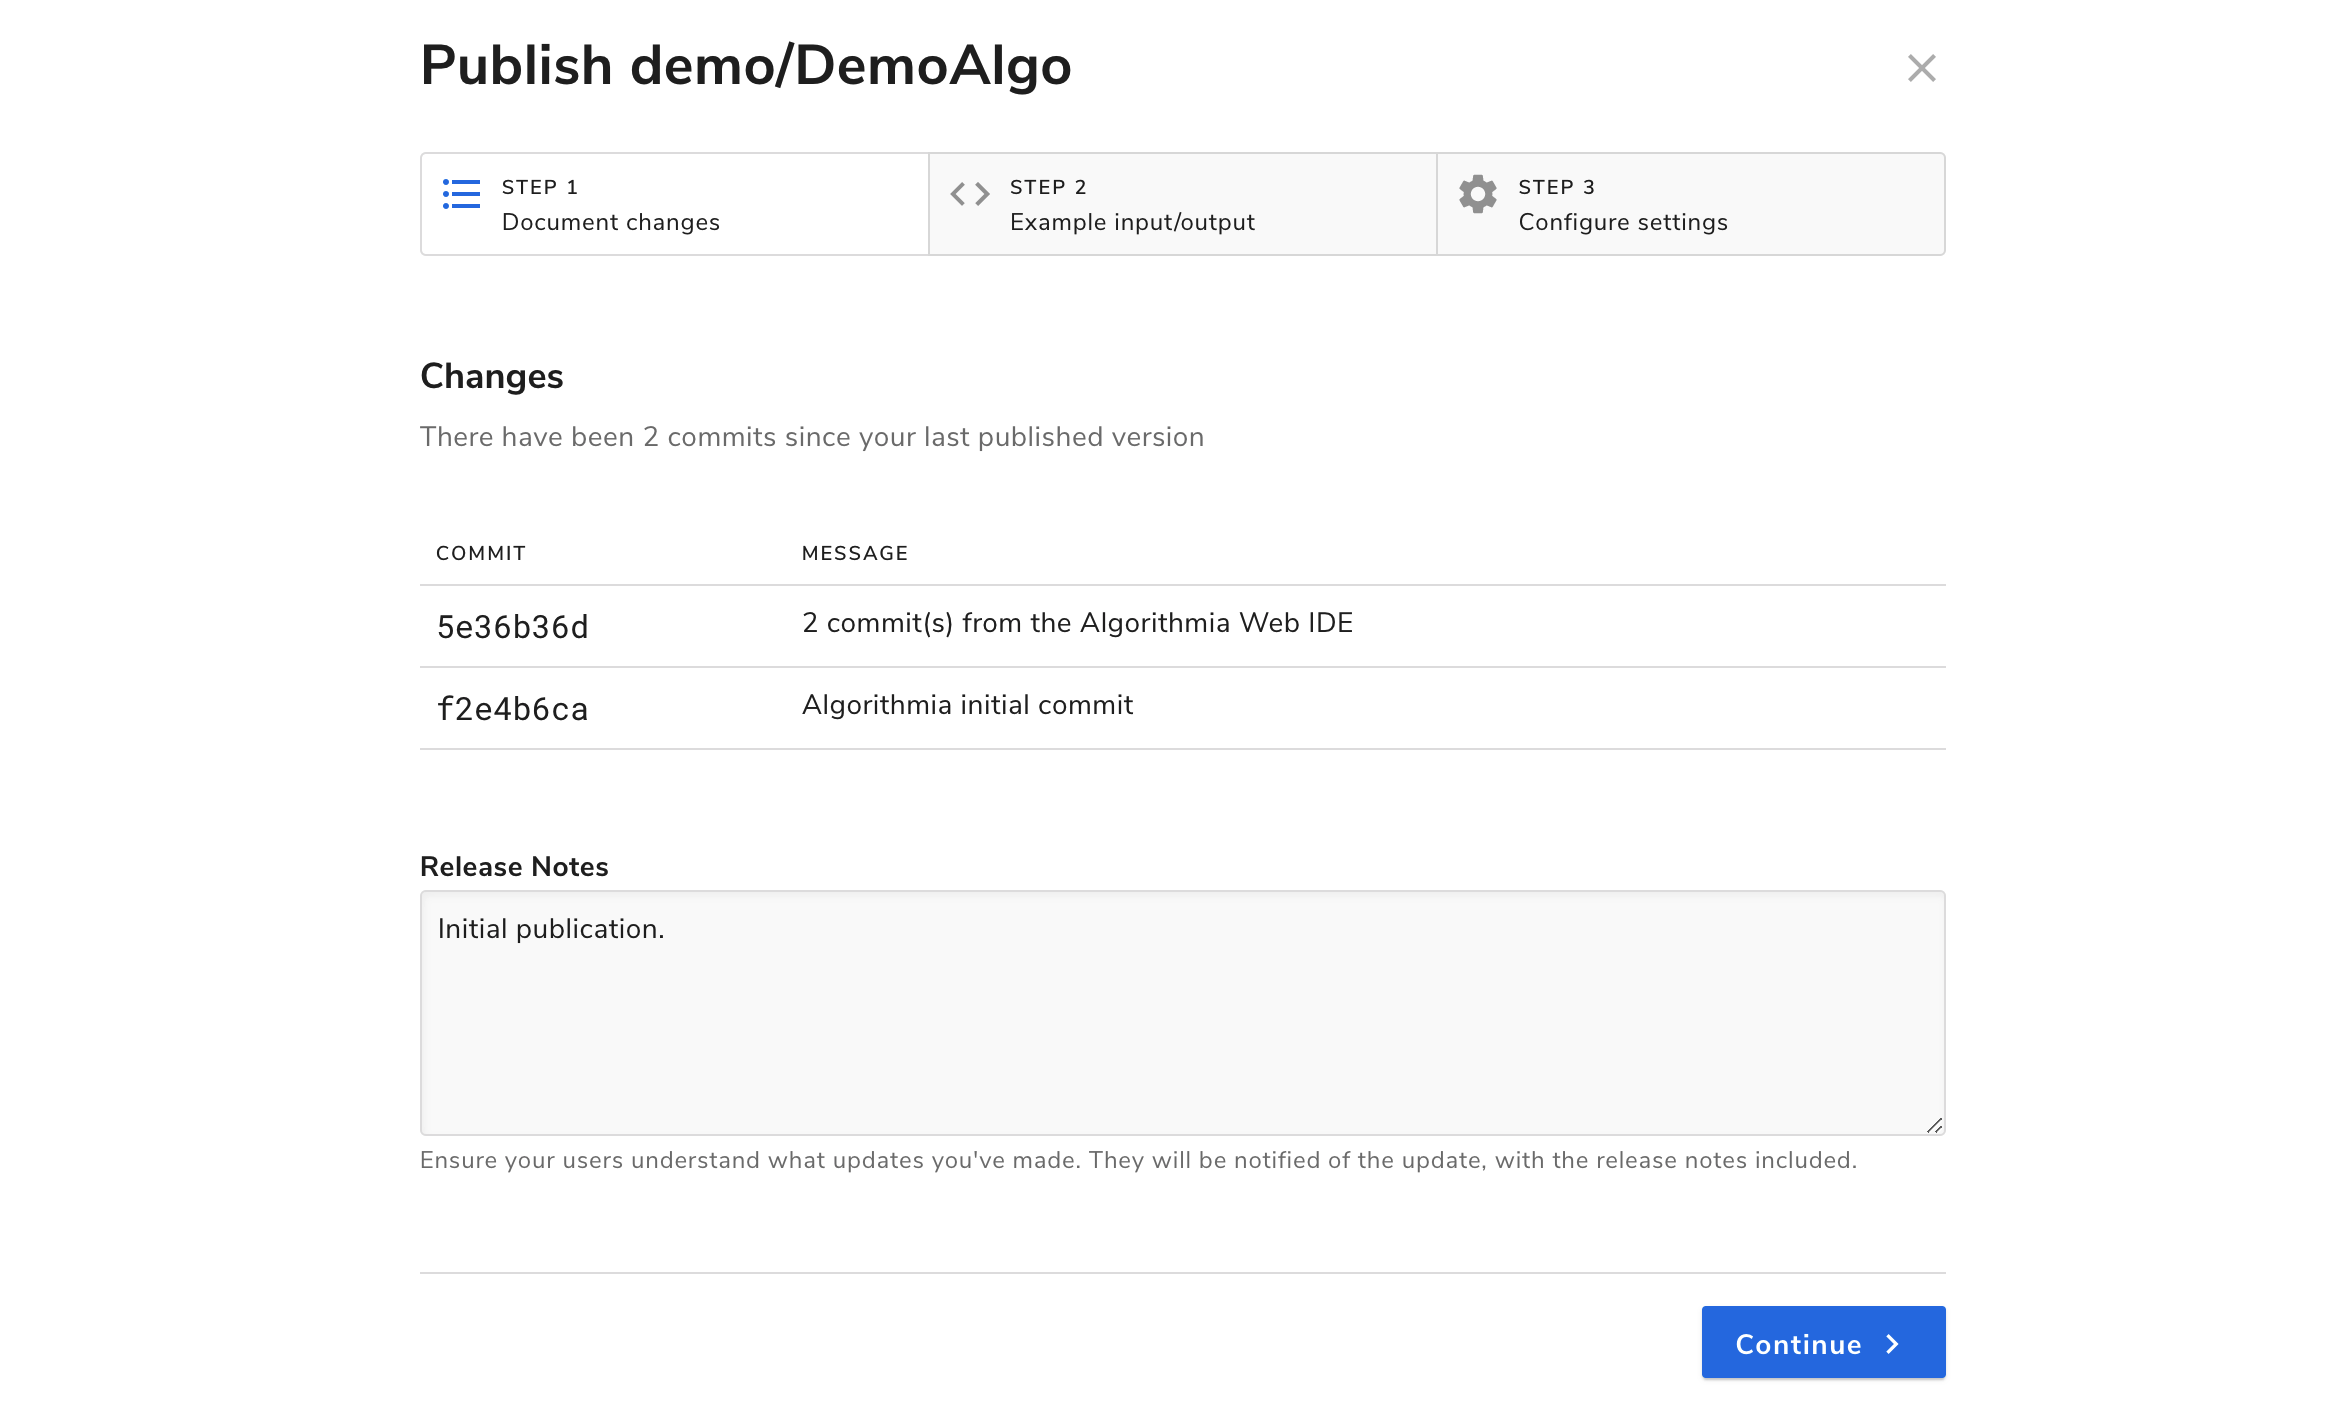 Publish demo/DemoAlgo
STEP 1
Document changes
STEP 2
Example input/output
STEP 3
Configure settings
Changes
There have been 2 commits since your last published version
COMMIT MESSAGE
5e36b36d 2 commit(s) from the Algorithmia Web IDE
f2e4b6ca Algorithmia initial commit
Release Notes
Initial publication.
Ensure your users understand what updates you've made. They will be notified of the update, with the release notes included.
Continue